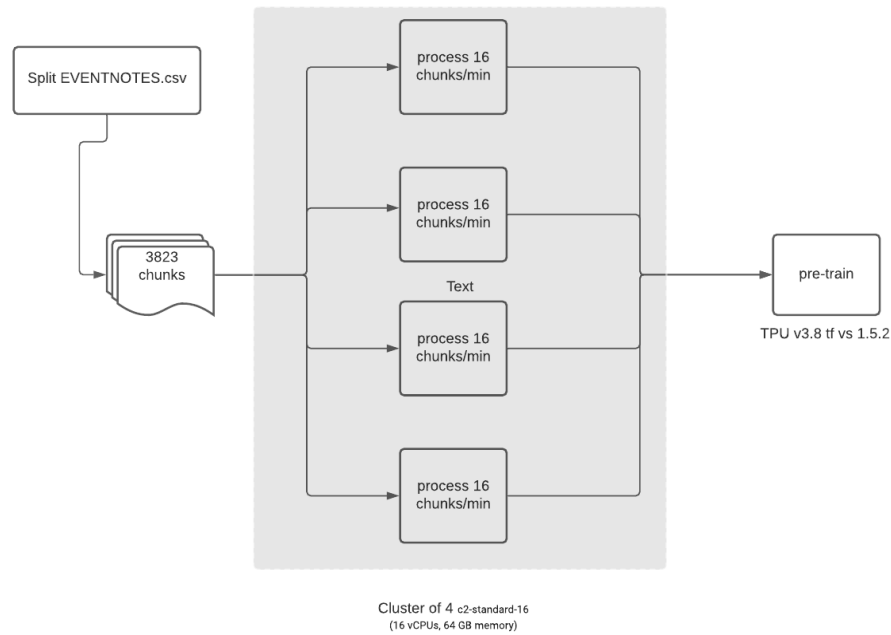 Split EVENTNOTES.csv
3823
chunks
process 16
chunks/min
process 16
chunks/min
Text
process 16
chunks/min
process 16
chunks/min
pre-train
TPU v3.8 tf vs 1.5.2
Cluster of 4 c2-standard-16
(16 vCPUs, 64 GB memory)